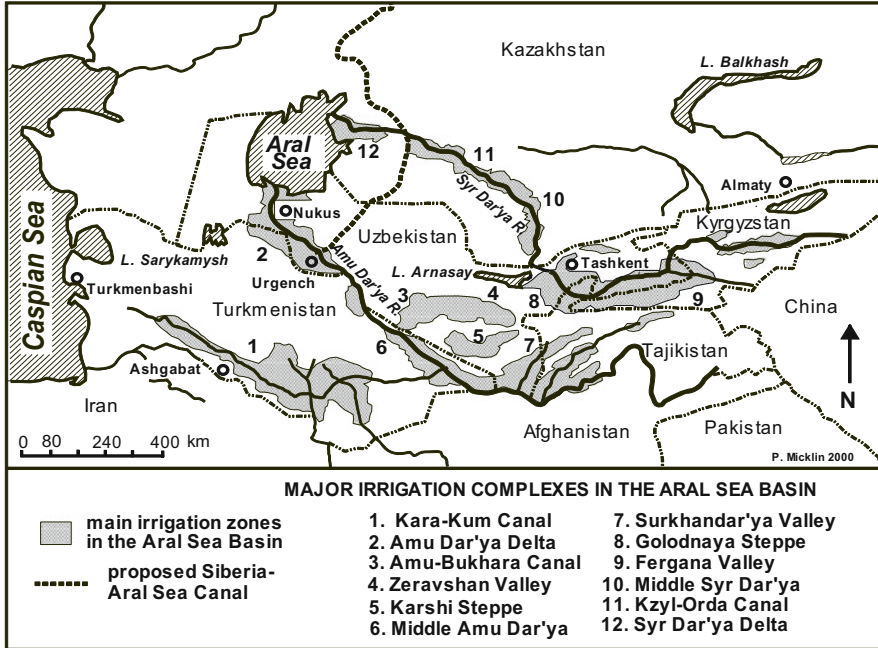 Kazakhstan
L. Balkhash
Aral
Sea
12
11
Syr Dar'ya R.
10
Almaty
Nukus
Kyrgyzstan
Caspian Sea
L. Sarykamysh
2
Urgench
Amu Dar'ya R.
Uzbekistan
L. Arnasay
Tashkent
Turkmenbashi
Turkmenistan
3
4
8
9
China
5
1
6
7
Tajikistan
Ashgabat
N
Iran
Afghanistan
Pakistan
0 80 240 400 km
P. Micklin 2000
MAJOR IRRIGATION COMPLEXES IN THE ARAL SEA BASIN
main irrigation zones
in the Aral Sea Basin
proposed Siberia-
Aral Sea Canal
1. Kara-Kum Canal
2. Amu Dar'ya Delta
3. Amu-Bukhara Canal
4. Zeravshan Valley
5. Karshi Steppe
6. Middle Amu Dar'ya
7. Surkhandar'ya Valley
8. Golodnaya Steppe
9. Fergana Valley
10. Middle Syr Dar'ya
11. Kzyl-Orda Canal
12. Syr Dar'ya Delta